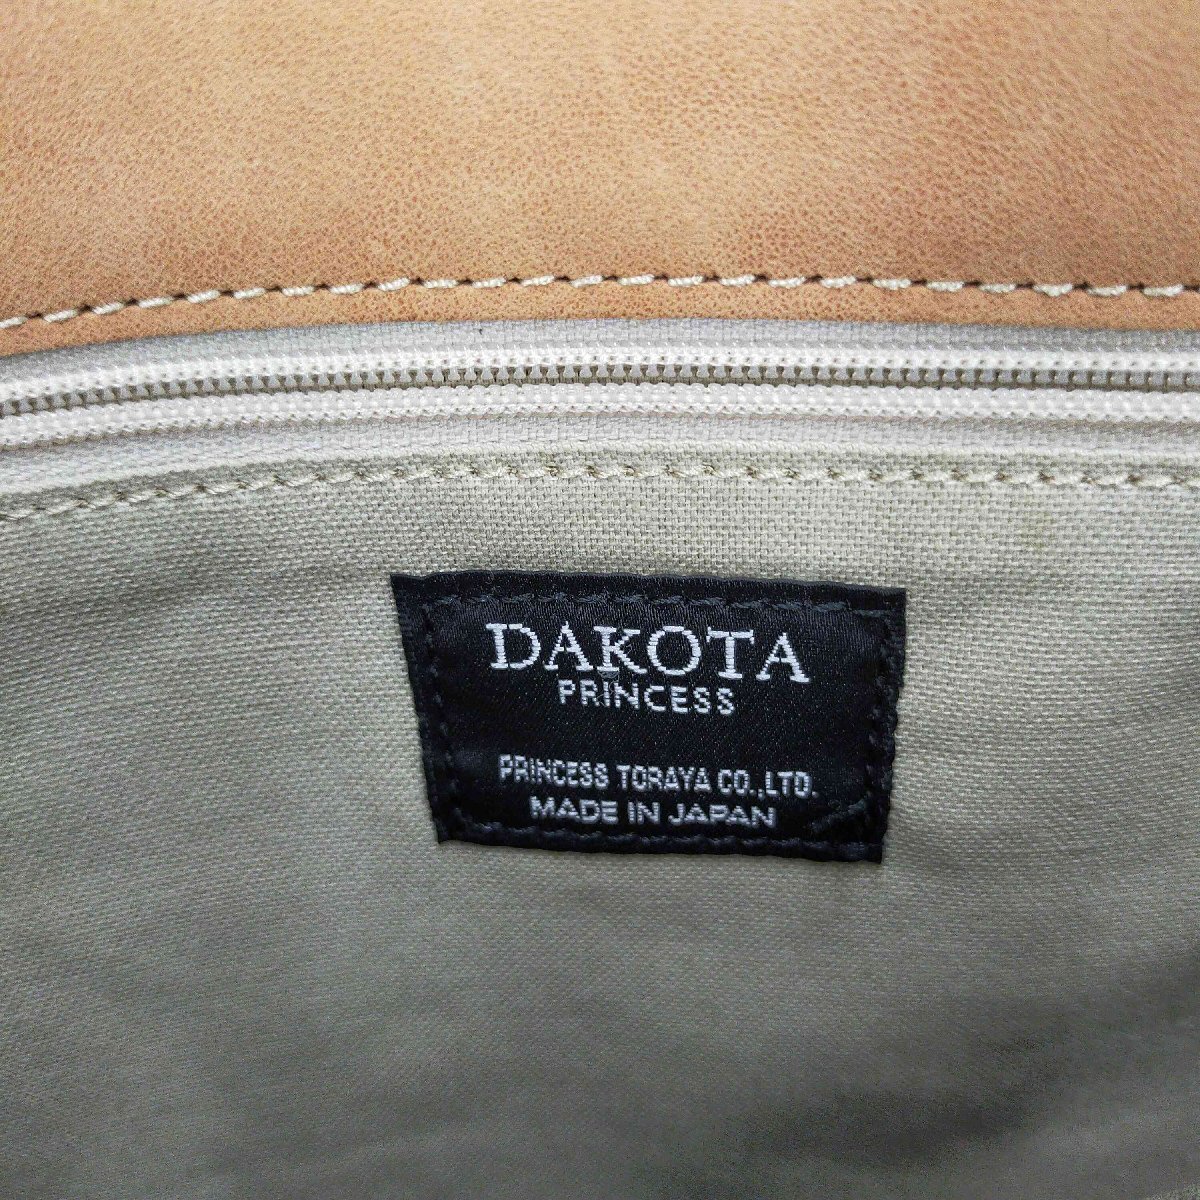 DAKOTA
PRINCESS
PRINCESS TORAYA CO.,LTD.
MADE IN JAPAN